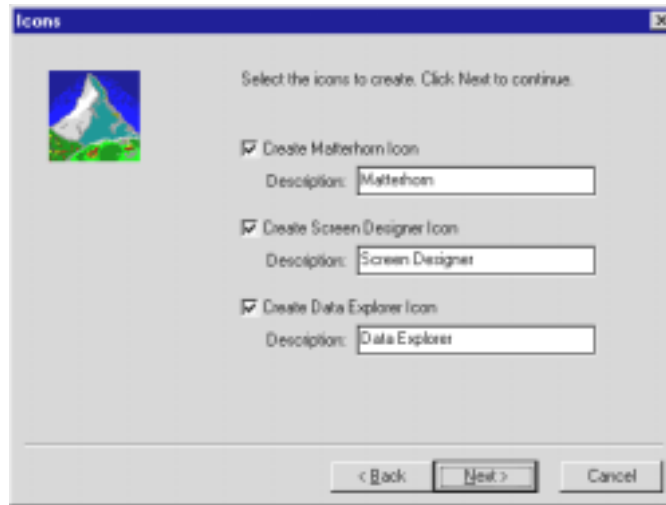 Icons
Select the icons to create. Click Next to continue.
Create Matterhorn Icon
Description: Matterhorn
Create Screen Designer Icon
Description: Screen Designer
Create Data Explorer Icon
Description: Data Explorer
< Back Next > Cancel